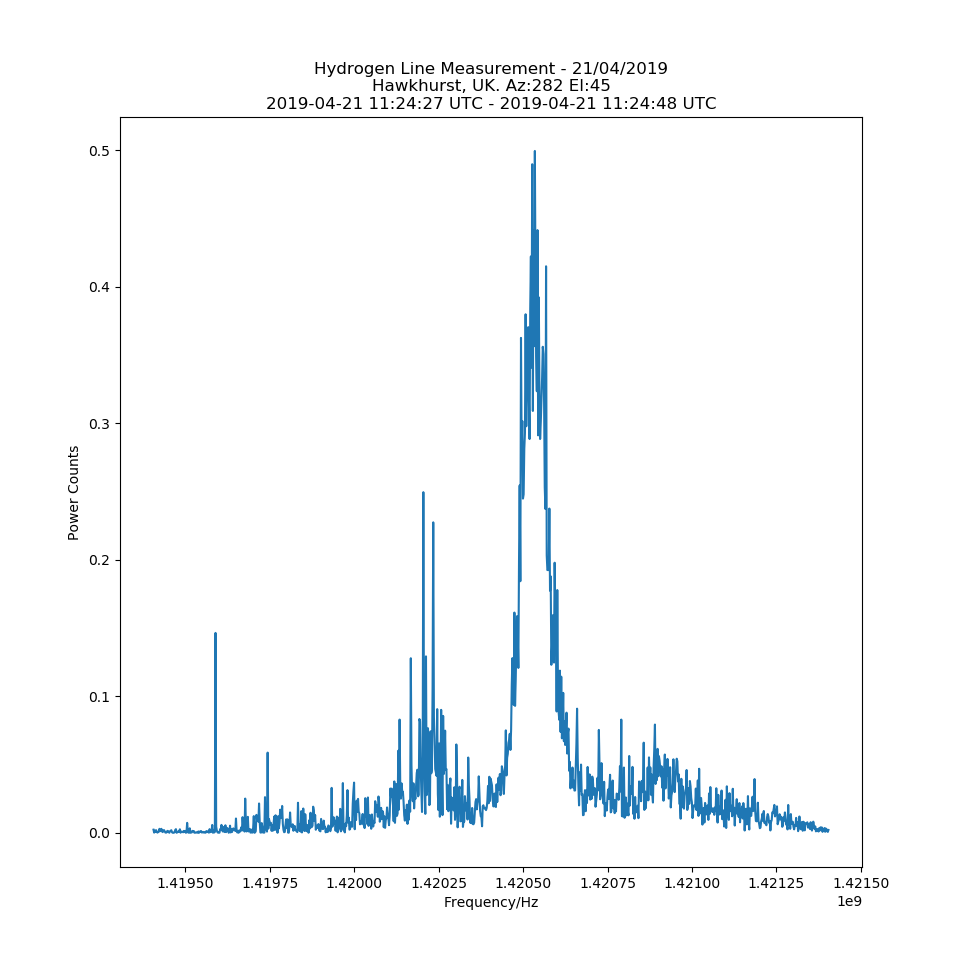 Hydrogen Line Measurement - 21/04/2019
Hawkhurst, UK. Az:282 El:45
2019-04-21 11:24:27 UTC - 2019-04-21 11:24:48 UTC
0.5
0.4
0.3
0.2
0.1
0.0
Power Counts
1.41950 1.41975 1.42000 1.42025 1.42050 1.42075 1.42100 1.42125 1.42150
Frequency/Hz
1e9